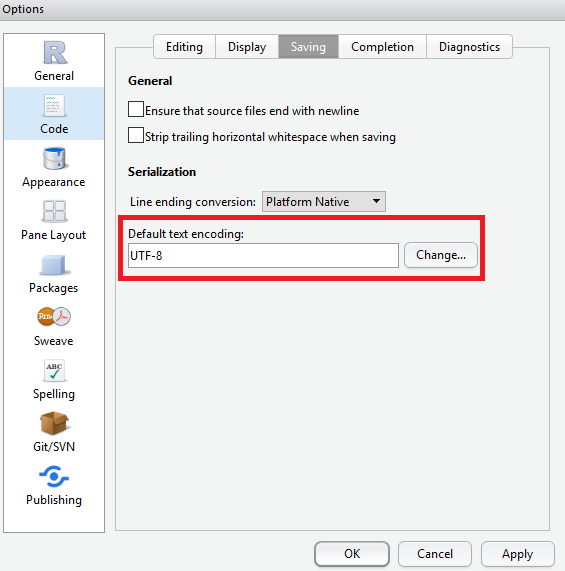 Options
R
General
Code
Appearance
Pane Layout
Packages
Rnw
Sweave
ABC
Spelling
Git/SVN
Publishing
Editing Display Saving Completion Diagnostics
General
Ensure that source files end with newline
Strip trailing horizontal whitespace when saving
Serialization
Line ending conversion: Platform Native
Default text encoding:
UTF-8 Change...
OK Cancel Apply